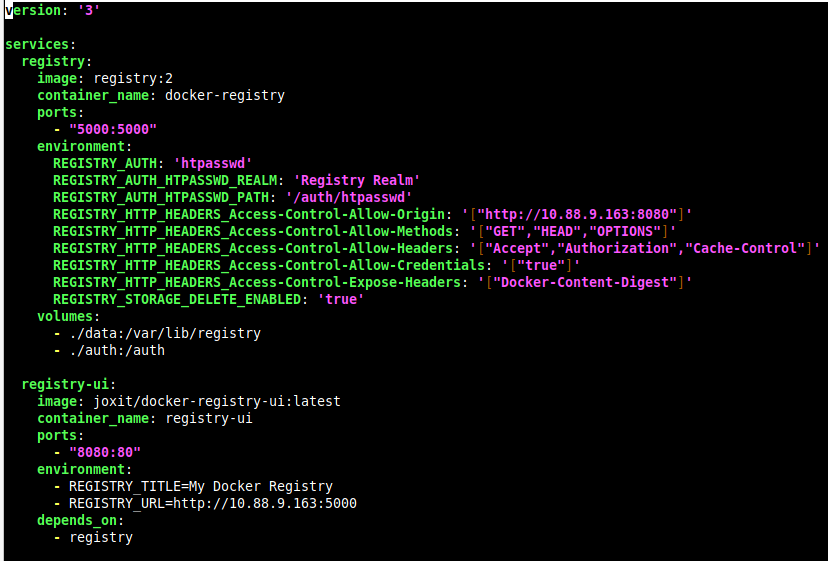 version: '3'

services:
  registry:
    image: registry:2
    container_name: docker-registry
    ports:
      - "5000:5000"
    environment:
      REGISTRY_AUTH: 'htpasswd'
      REGISTRY_AUTH_HTPASSWD_REALM: 'Registry Realm'
      REGISTRY_AUTH_HTPASSWD_PATH: '/auth/htpasswd'
      REGISTRY_HTTP_HEADERS_Access-Control-Allow-Origin: '["http://10.88.9.163:8080"]'
      REGISTRY_HTTP_HEADERS_Access-Control-Allow-Methods: '["GET","HEAD","OPTIONS"]'
      REGISTRY_HTTP_HEADERS_Access-Control-Allow-Headers: '["Accept","Authorization","Cache-Control"]'
      REGISTRY_HTTP_HEADERS_Access-Control-Allow-Credentials: '["true"]'
      REGISTRY_HTTP_HEADERS_Access-Control-Expose-Headers: '["Docker-Content-Digest"]'
      REGISTRY_STORAGE_DELETE_ENABLED: 'true'
    volumes:
      - ./data:/var/lib/registry
      - ./auth:/auth

  registry-ui:
    image: joxit/docker-registry-ui:latest
    container_name: registry-ui
    ports:
      - "8080:80"
    environment:
      - REGISTRY_TITLE=My Docker Registry
      - REGISTRY_URL=http://10.88.9.163:5000
    depends_on:
      - registry